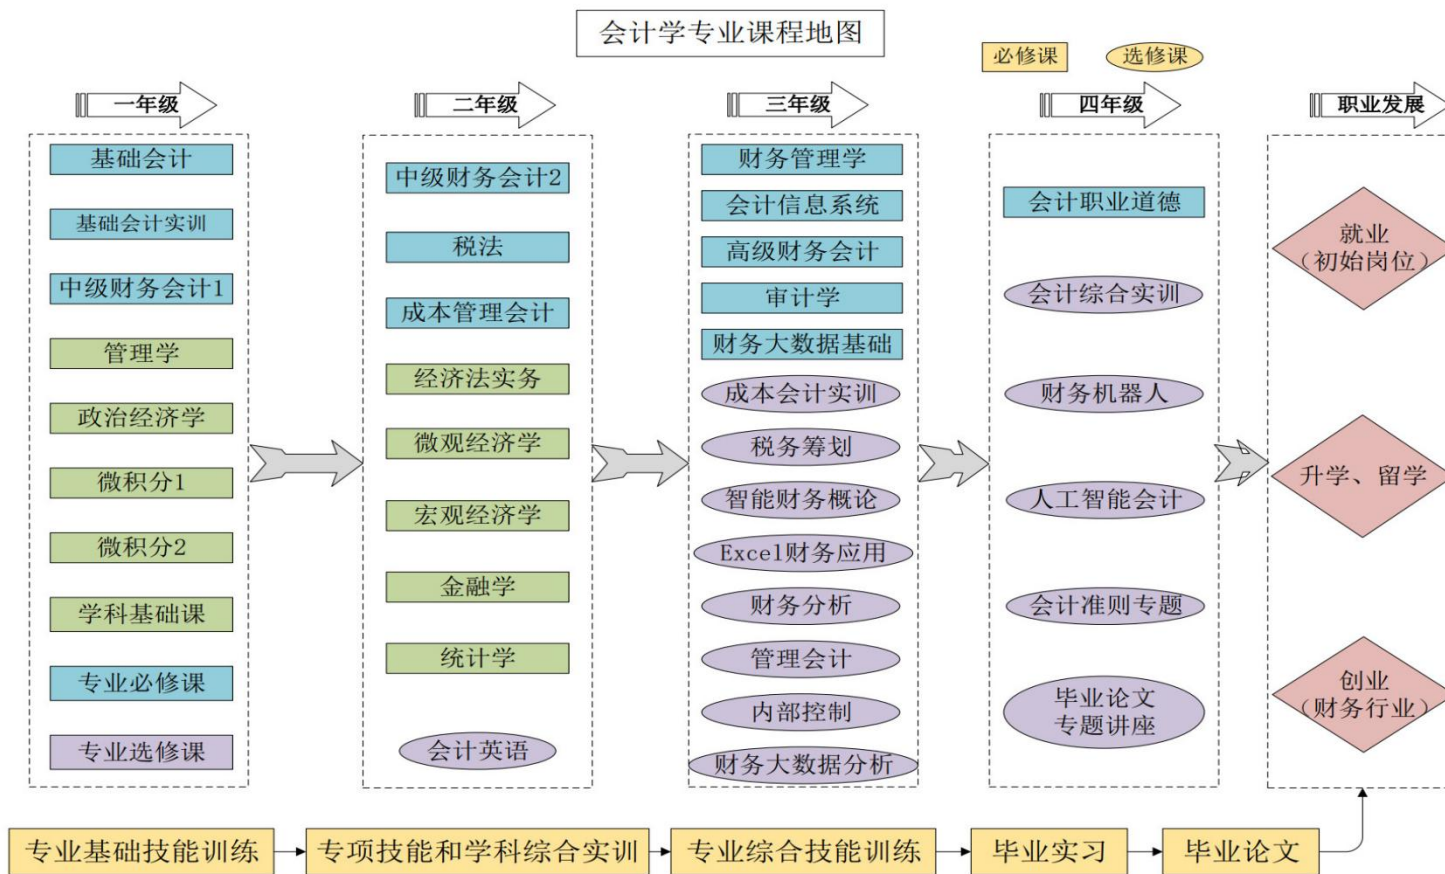 会计学专业课程地图
必修课
选修课
一年级
二年级
三年级
四年级
职业发展
基础会计
基础会计实训
中级财务会计1
管理学
政治经济学
微积分1
微积分2
学科基础课
专业必修课
专业选修课
中级财务会计2
税法
成本管理会计
经济法实务
微观经济学
宏观经济学
金融学
统计学
会计英语
财务管理学
会计信息系统
高级财务会计
审计学
财务大数据基础
成本会计实训
税务筹划
智能财务概论
Excel财务应用
财务分析
管理会计
内部控制
财务大数据分析
会计职业道德
会计综合实训
财务机器人
人工智能会计
会计准则专题
毕业论文
专题讲座
就业
（初始岗位）
升学、留学
创业
（财务行业）
专业基础技能训练
专项技能和学科综合实训
专业综合技能训练
毕业实习
毕业论文